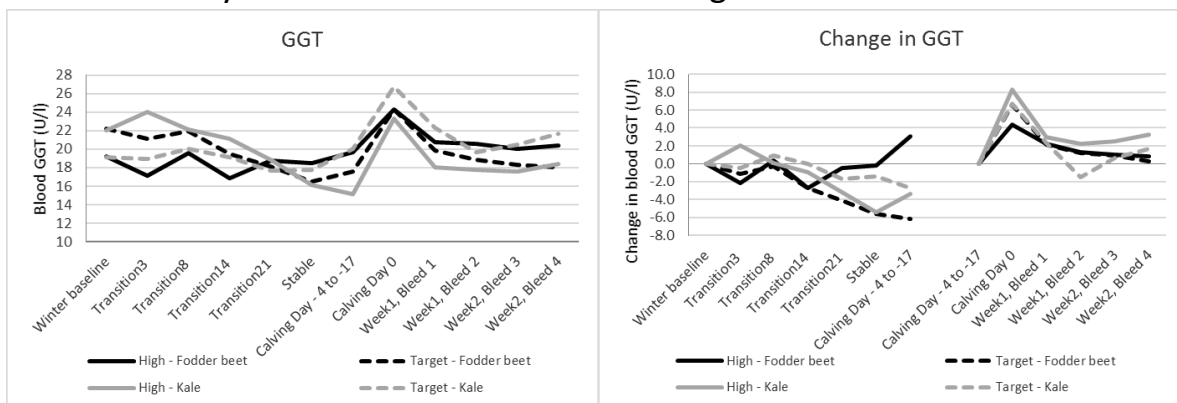 GGT
Blood GGT (U/l)
28
26
24
22
20
18
16
14
12
10
Winter baseline
Transition3
Transition8
Transition14
Transition21
Stable
Calving Day - 4 to -17
Calving Day 0
Week1, Bleed 1
Week1, Bleed 2
Week2, Bleed 3
Week2, Bleed 4
High - Fodder beet
Target - Fodder beet
High - Kale
Target - Kale
Change in GGT
Change in blood GGT (U/l)
10.0
8.0
6.0
4.0
2.0
0.0
-2.0
-4.0
-6.0
-8.0
Winter baseline
Transition3
Transition8
Transition14
Transition21
Stable
Calving Day - 4 to -17
Calving Day - 4 to -17
Calving Day 0
Week1, Bleed 1
Week1, Bleed 2
Week2, Bleed 3
Week2, Bleed 4
High - Fodder beet
Target - Fodder beet
High - Kale
Target - Kale